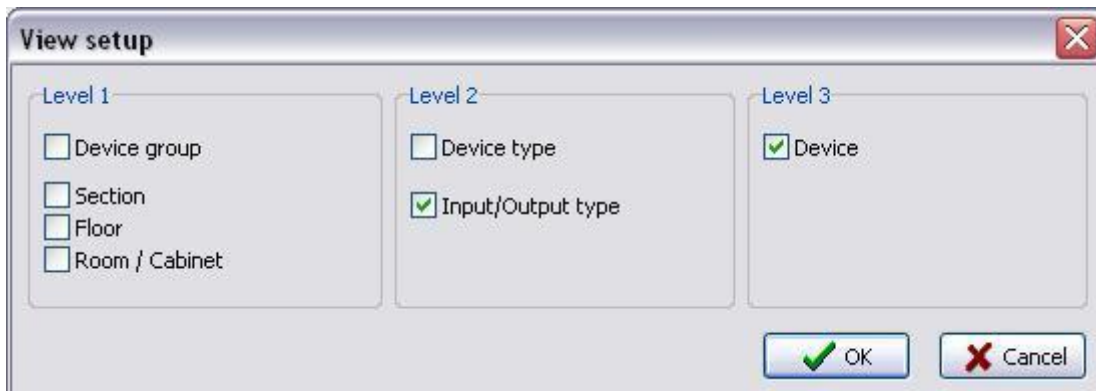 View setup
Level 1
Device group
Section
Floor
Room / Cabinet
Level 2
Device type
Input/Output type
Level 3
Device
OK
Cancel